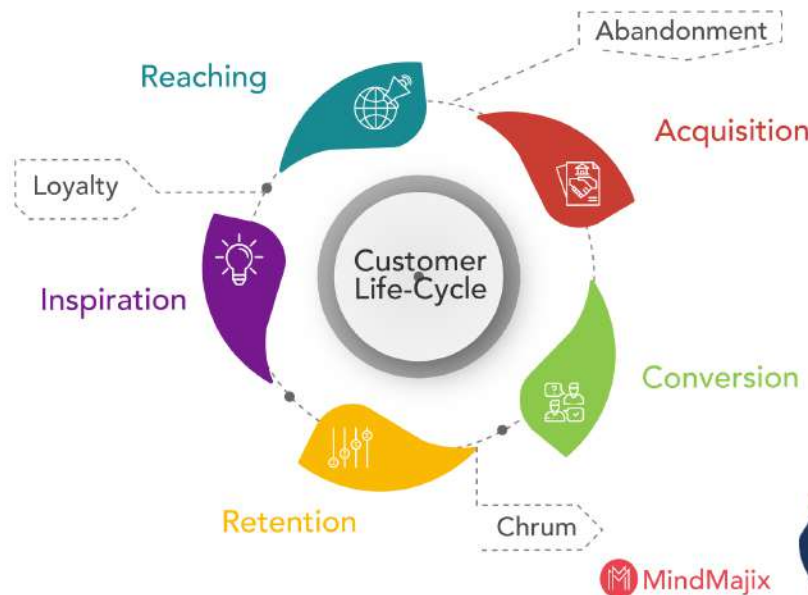 Abandonment
Reaching
Acquisition
Loyalty
Customer
Life-Cycle
Inspiration
Conversion
Retention
Chrum
MindMajix